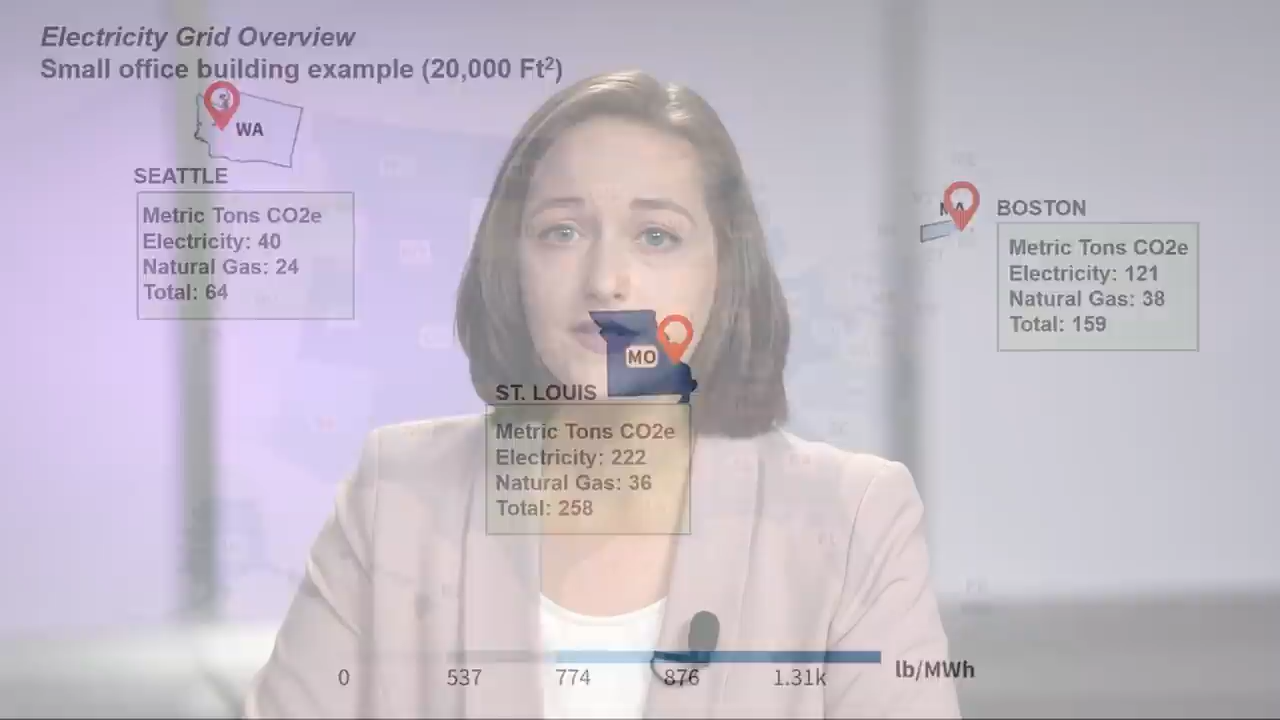 Electricity Grid Overview
Small office building example (20,000 Ft²)
WA
SEATTLE
Metric Tons CO2e
Electricity: 40
Natural Gas: 24
Total: 64
MA
BOSTON
Metric Tons CO2e
Electricity: 121
Natural Gas: 38
Total: 159
MO
ST. LOUIS
Metric Tons CO2e
Electricity: 222
Natural Gas: 36
Total: 258
0 537 774 876 1.31k lb/MWh